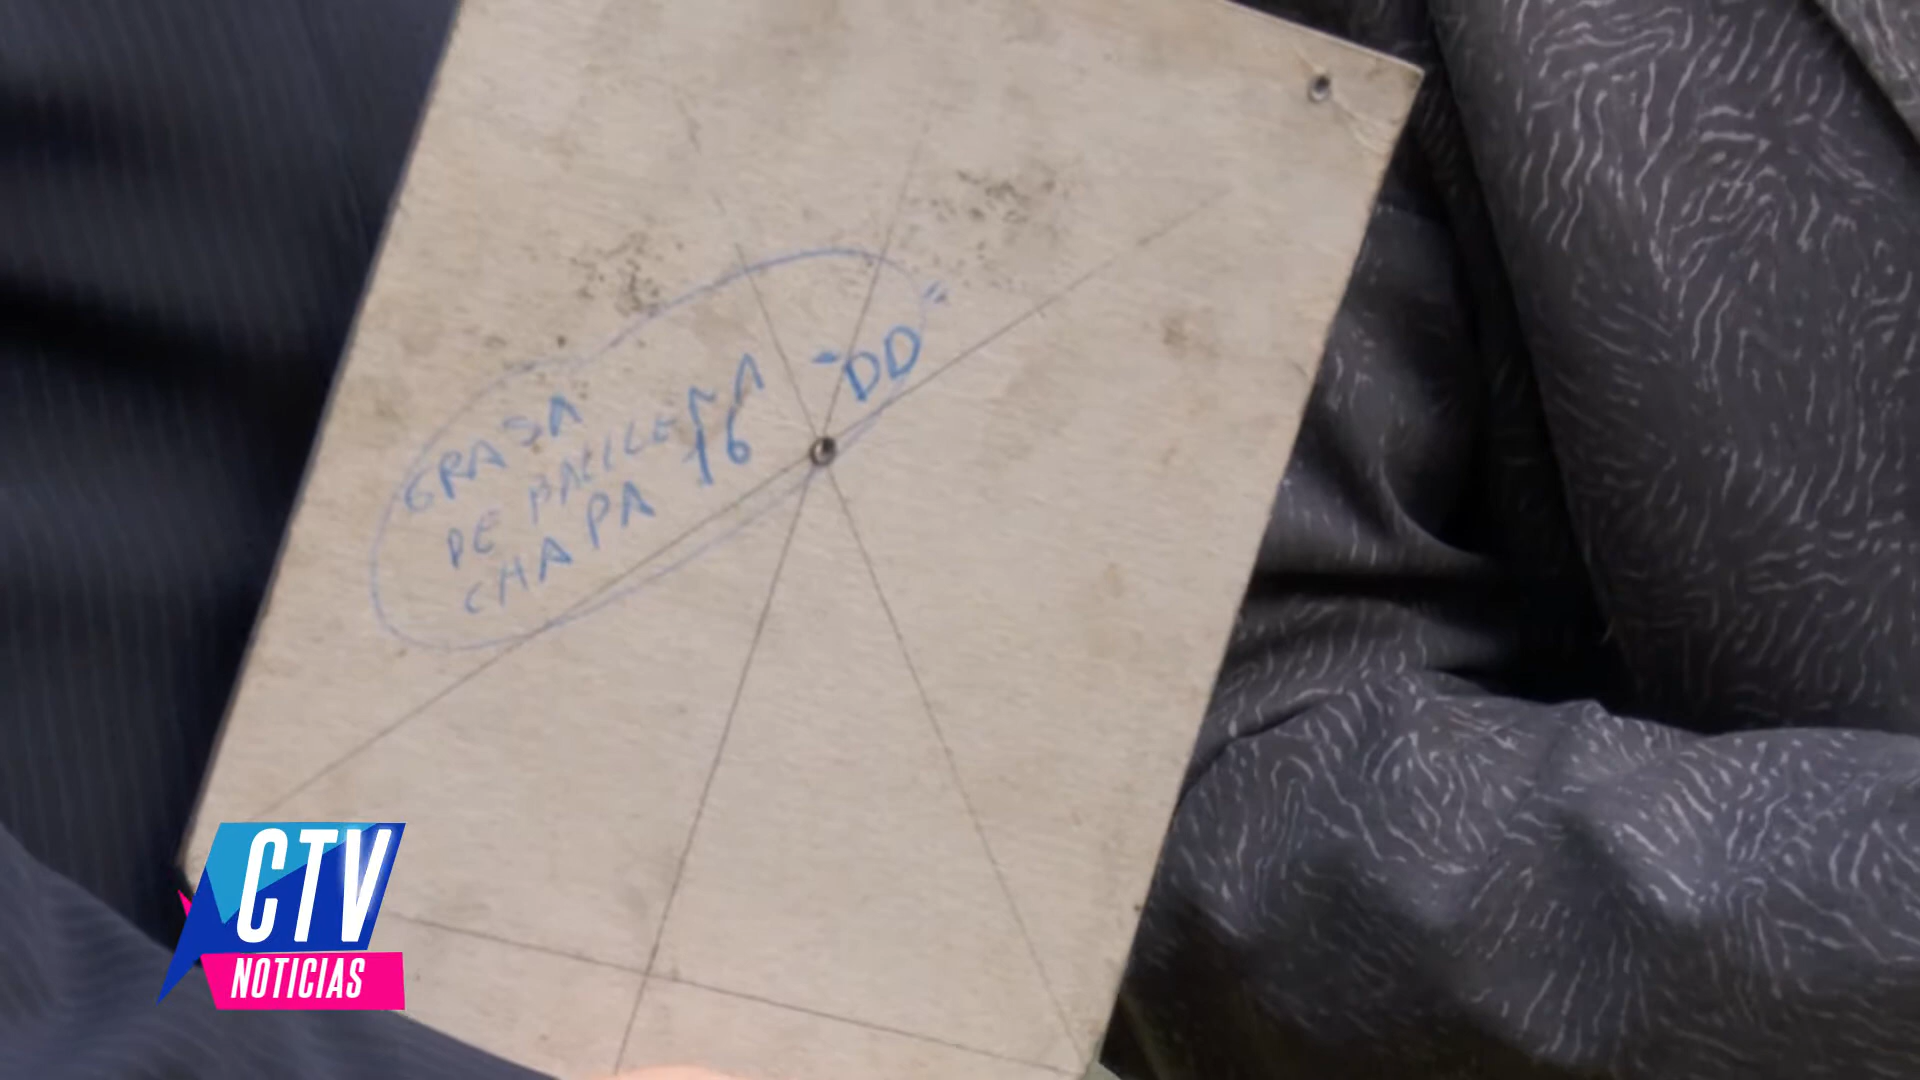 GRASA
DE BALLENA
CHAPA 16 "DD"
CTV
NOTICIAS